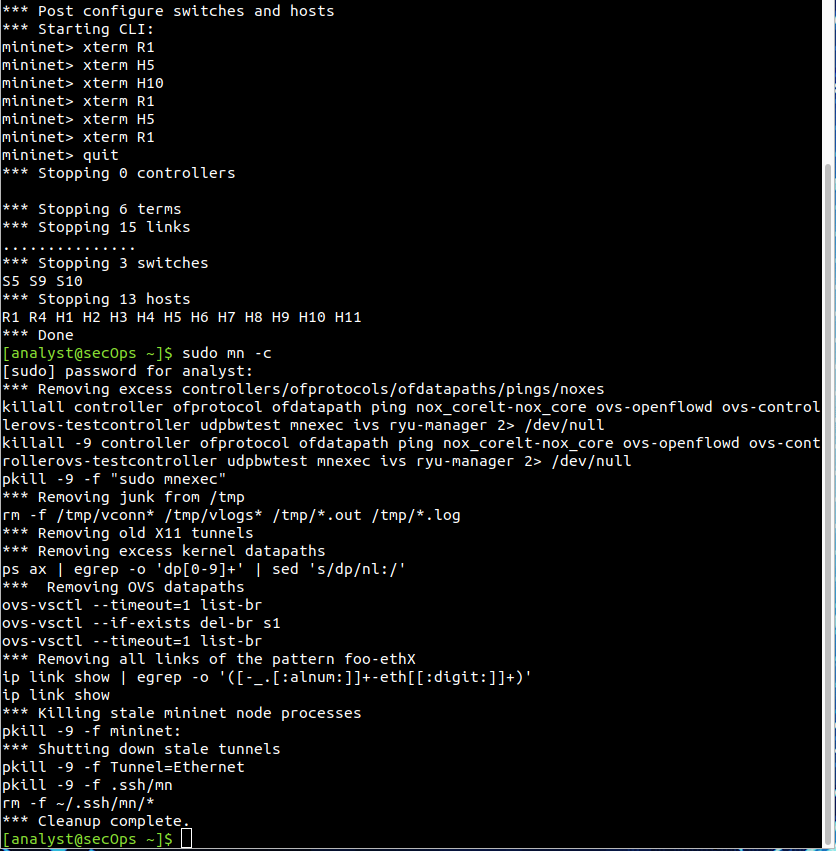 *** Post configure switches and hosts
*** Starting CLI:
mininet> xterm R1
mininet> xterm H5
mininet> xterm H10
mininet> xterm R1
mininet> xterm H5
mininet> xterm R1
mininet> quit
*** Stopping 0 controllers

*** Stopping 6 terms
*** Stopping 15 links
...............
*** Stopping 3 switches
S5 S9 S10
*** Stopping 13 hosts
R1 R4 H1 H2 H3 H4 H5 H6 H7 H8 H9 H10 H11
*** Done
[analyst@secOps ~]$ sudo mn -c
[sudo] password for analyst:
*** Removing excess controllers/ofprotocols/ofdatapaths/pings/noxes
killall controller ofprotocol ofdatapath ping nox_corelt-nox_core ovs-openflowd ovs-control
lerovs-testcontroller udpbwtest mnexec ivs ryu-manager 2> /dev/null
killall -9 controller ofprotocol ofdatapath ping nox_corelt-nox_core ovs-openflowd ovs-cont
rollerovs-testcontroller udpbwtest mnexec ivs ryu-manager 2> /dev/null
pkill -9 -f "sudo mnexec"
*** Removing junk from /tmp
rm -f /tmp/vconn* /tmp/vlogs* /tmp/*.out /tmp/*.log
*** Removing old X11 tunnels
*** Removing excess kernel datapaths
ps ax | egrep -o 'dp[0-9]+' | sed 's/dp/nl:/'
***  Removing OVS datapaths
ovs-vsctl --timeout=1 list-br
ovs-vsctl --if-exists del-br s1
ovs-vsctl --timeout=1 list-br
*** Removing all links of the pattern foo-ethX
ip link show | egrep -o '([-_.[:alnum:]]+-eth[[:digit:]]+)'
ip link show
*** Killing stale mininet node processes
pkill -9 -f mininet:
*** Shutting down stale tunnels
pkill -9 -f Tunnel=Ethernet
pkill -9 -f .ssh/mn
rm -f ~/.ssh/mn/*
*** Cleanup complete.
[analyst@secOps ~]$